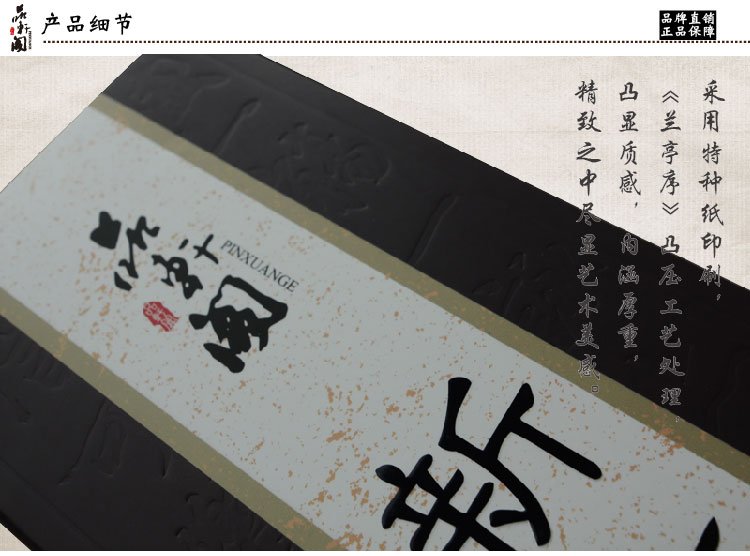 品轩阁
产品细节
品牌直销
正品保障
采用特种纸印刷，
《兰亭序》凸压工艺处理，
凸显质感，内涵厚重，
精致之中尽显艺术美感。
品轩阁
PINXUANGE
新